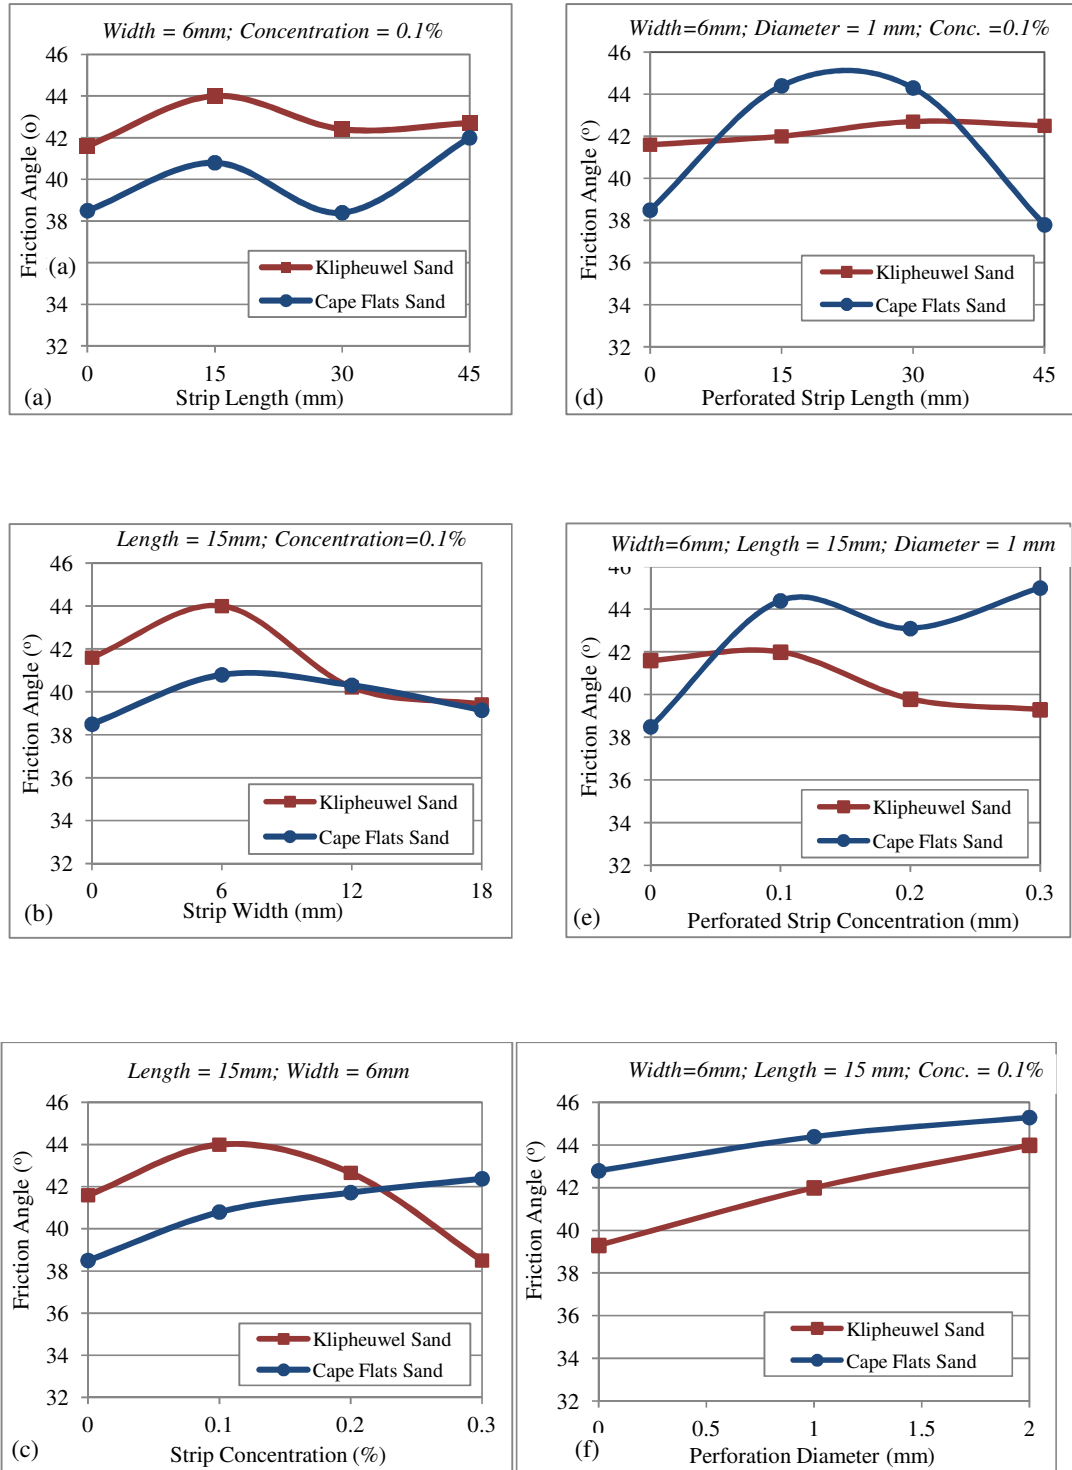 Width = 6mm; Concentration = 0.1%
46
44
42
40
38
36
34
32
Friction Angle (o)
(a)
Klipheuwel Sand
Cape Flats Sand
0 15 30 45
Strip Length (mm)
(a)
Width=6mm; Diameter = 1 mm; Conc. =0.1%
46
44
42
40
38
36
34
32
Friction Angle (º)
Klipheuwel Sand
Cape Flats Sand
0 15 30 45
Perforated Strip Length (mm)
(d)
Length = 15mm; Concentration=0.1%
46
44
42
40
38
36
34
32
Friction Angle (º)
Klipheuwel Sand
Cape Flats Sand
0 6 12 18
Strip Width (mm)
(b)
Width=6mm; Length = 15mm; Diameter = 1 mm
46
44
42
40
38
36
34
32
Friction Angle (º)
Klipheuwel Sand
Cape Flats Sand
0 0.1 0.2 0.3
Perforated Strip Concentration (mm)
(e)
Length = 15mm; Width = 6mm
46
44
42
40
38
36
34
32
Friction Angle (º)
Klipheuwel Sand
Cape Flats Sand
0 0.1 0.2 0.3
Strip Concentration (%)
(c)
Width=6mm; Length = 15 mm; Conc. = 0.1%
46
44
42
40
38
36
34
32
Friction Angle (º)
Klipheuwel Sand
Cape Flats Sand
0 0.5 1 1.5 2
Perforation Diameter (mm)
(f)